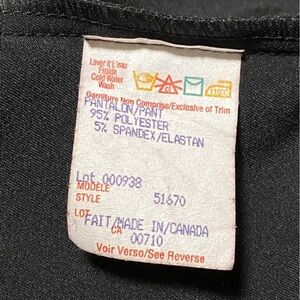 Laver à L'eau
Froide
Cold Water
Wash
Garniture Non Comprise/Exclusive of Trim
PANTALON/PANT
95% POLYESTER
5% SPANDEX/ELASTAN
Lot 000938
MODÈLE
STYLE 51670
LOT
FAIT/MADE IN/CANADA
CA 00710
Voir Verso/See Reverse